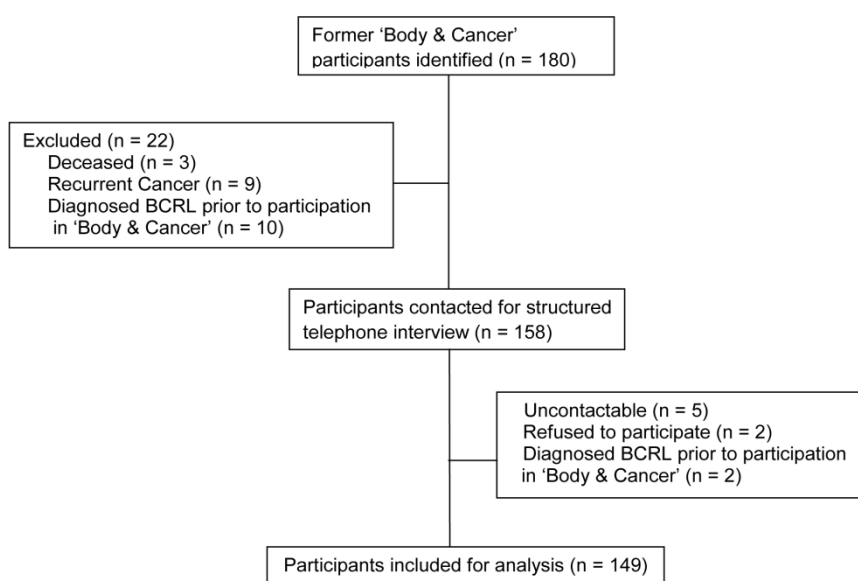 Former ‘Body & Cancer’
participants identified (n = 180)
Excluded (n = 22)
Deceased (n = 3)
Recurrent Cancer (n = 9)
Diagnosed BCRL prior to participation
in ‘Body & Cancer’ (n = 10)
Participants contacted for structured
telephone interview (n = 158)
Uncontactable (n = 5)
Refused to participate (n = 2)
Diagnosed BCRL prior to participation
in ‘Body & Cancer’ (n = 2)
Participants included for analysis (n = 149)